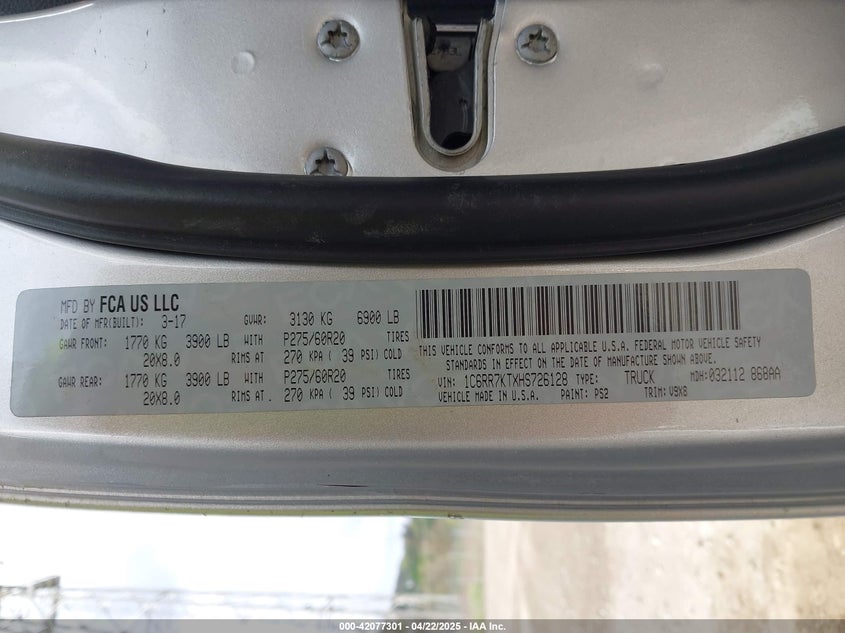 MFD BY FCA US LLC
DATE OF MFR(BUILT): 3-17 GVWR: 3130 KG 6900 LB
GAWR FRONT: 1770 KG 3900 LB WITH P275/60R20 TIRES
20X8.0 RIMS AT 270 KPA ( 39 PSI) COLD
GAWR REAR: 1770 KG 3900 LB WITH P275/60R20 TIRES
20X8.0 RIMS AT. 270 KPA ( 39 PSI) COLD
THIS VEHICLE CONFORMS TO ALL APPLICABLE U.S.A. FEDERAL MOTOR VEHICLE SAFETY
STANDARDS IN EFFECT ON THE DATE OF MANUFACTURE SHOWN ABOVE.
VIN: 1C6RR7KTXHS726128 TYPE: TRUCK MDH: 032112 868AA
VEHICLE MADE IN U.S.A. PAINT: PS2 TRIM: V9X8
000-42077301 - 04/22/2025 - IAAI.COM